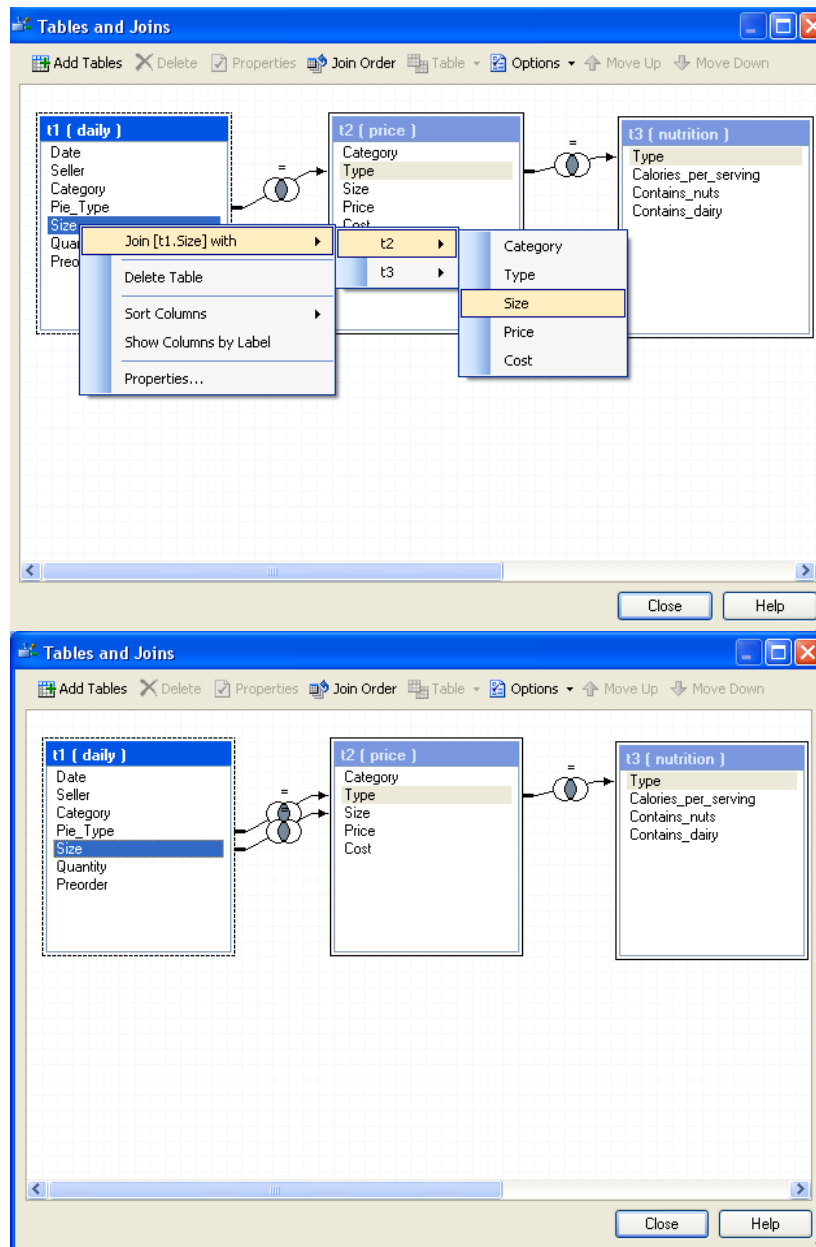 Tables and Joins
Add Tables Delete Properties Join Order Table Options Move Up Move Down
t1 ( daily )
Date
Seller
Category
Pie_Type
Size
Quan
Preo
=
t2 ( price )
Category
Type
Size
Price
Cost
=
t3 ( nutrition )
Type
Calories_per_serving
Contains_nuts
Contains_dairy
Join [t1.Size] with
Delete Table
Sort Columns
Show Columns by Label
Properties...
t2
t3
Category
Type
Size
Price
Cost
Close Help
Tables and Joins
Add Tables Delete Properties Join Order Table Options Move Up Move Down
t1 ( daily )
Date
Seller
Category
Pie_Type
Size
Quantity
Preorder
=
=
t2 ( price )
Category
Type
Size
Price
Cost
=
t3 ( nutrition )
Type
Calories_per_serving
Contains_nuts
Contains_dairy
Close Help